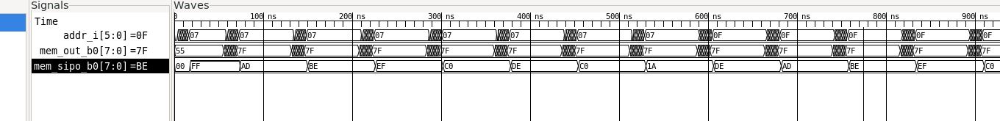 Signals
Waves
Time
0 100 ns 200 ns 300 ns 400 ns 500 ns 600 ns 700 ns 800 ns 900 ns
addr_i[5:0] =0F 07 07 07 07 07 07 07 07 0F 0F 0F 0F 0F
mem_out_b0[7:0] =7F 55 7F 7F 7F 7F 7F 7F 7F 7F 7F 7F 7F 7F
mem_sipo_b0[7:0] =BE 00 FF AD BE EF C0 DE C0 1A DE AD BE EF C0